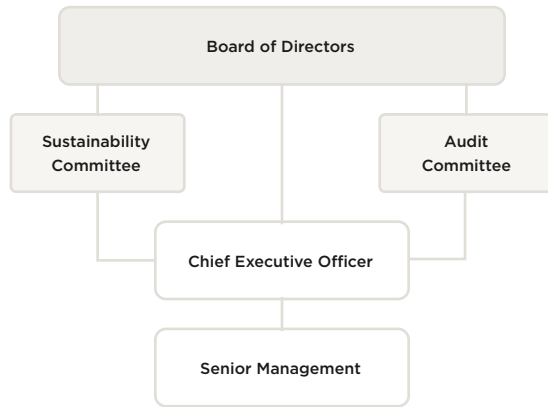 Board of Directors
Sustainability
Committee
Audit
Committee
Chief Executive Officer
Senior Management